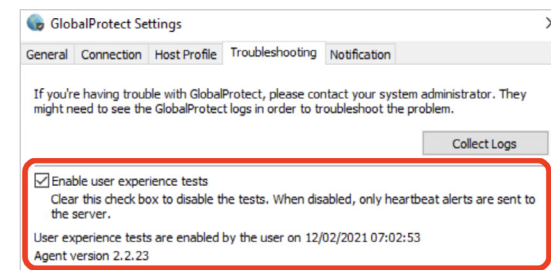 GlobalProtect Settings
General Connection Host Profile Troubleshooting Notification
If you're having trouble with GlobalProtect, please contact your system administrator. They
might need to see the GlobalProtect logs in order to troubleshoot the problem.
Collect Logs
Enable user experience tests
Clear this check box to disable the tests. When disabled, only heartbeat alerts are sent to
the server.
User experience tests are enabled by the user on 12/02/2021 07:02:53
Agent version 2.2.23